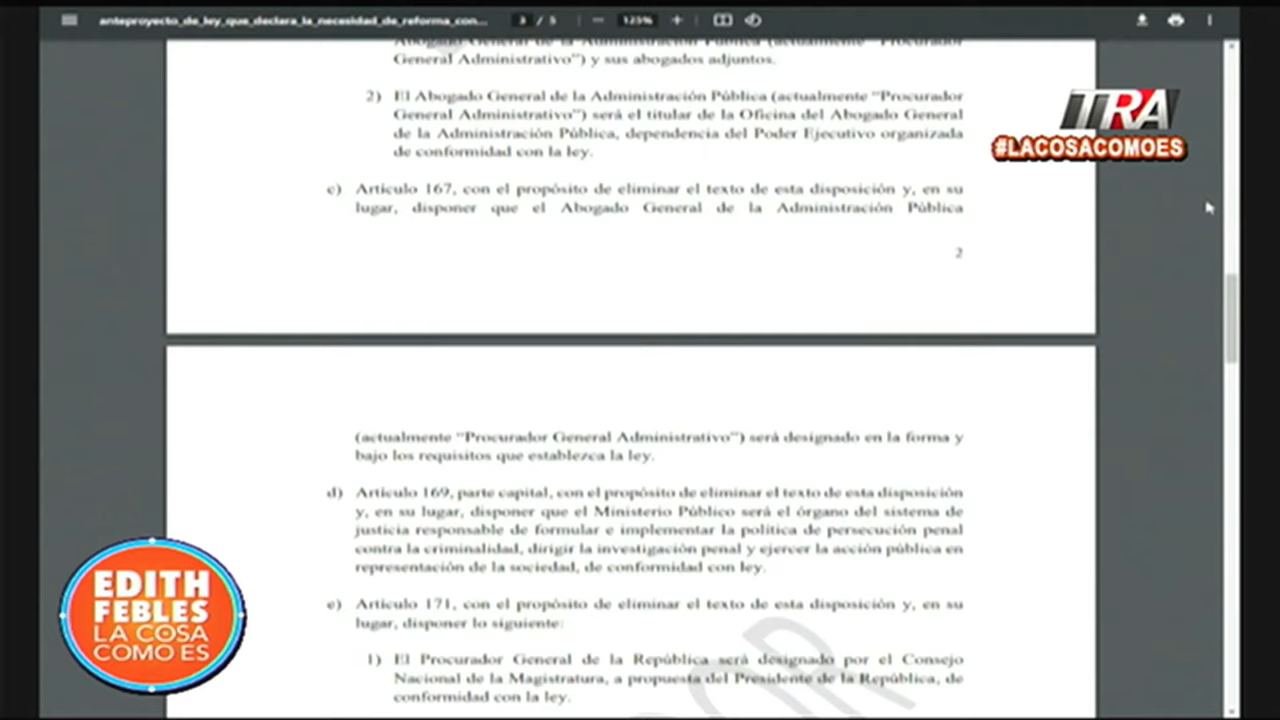 anteproyecto_de_ley_que_declara_la_necesidad_de_reforma_con...
3 / 5
125%
Abogado General de la Administración Pública (actualmente "Procurador
General Administrativo") y sus abogados adjuntos.
2) El Abogado General de la Administración Pública (actualmente "Procurador
General Administrativo") será el titular de la Oficina del Abogado General
de la Administración Pública, dependencia del Poder Ejecutivo organizada
de conformidad con la ley.
c) Artículo 167, con el propósito de eliminar el texto de esta disposición y, en su
lugar, disponer que el Abogado General de la Administración Pública
2
(actualmente "Procurador General Administrativo") será designado en la forma y
bajo los requisitos que establezca la ley.
d) Artículo 169, parte capital, con el propósito de eliminar el texto de esta disposición
y, en su lugar, disponer que el Ministerio Público será el órgano del sistema de
justicia responsable de formular e implementar la política de persecución penal
contra la criminalidad, dirigir la investigación penal y ejercer la acción pública en
representación de la sociedad, de conformidad con ley.
e) Artículo 171, con el propósito de eliminar el texto de esta disposición y, en su
lugar, disponer lo siguiente:
1) El Procurador General de la República será designado por el Consejo
Nacional de la Magistratura, a propuesta del Presidente de la República, de
conformidad con la ley.
TRA
#LACOSACOMOES
EDITH
FEBLES
LA COSA
COMO ES